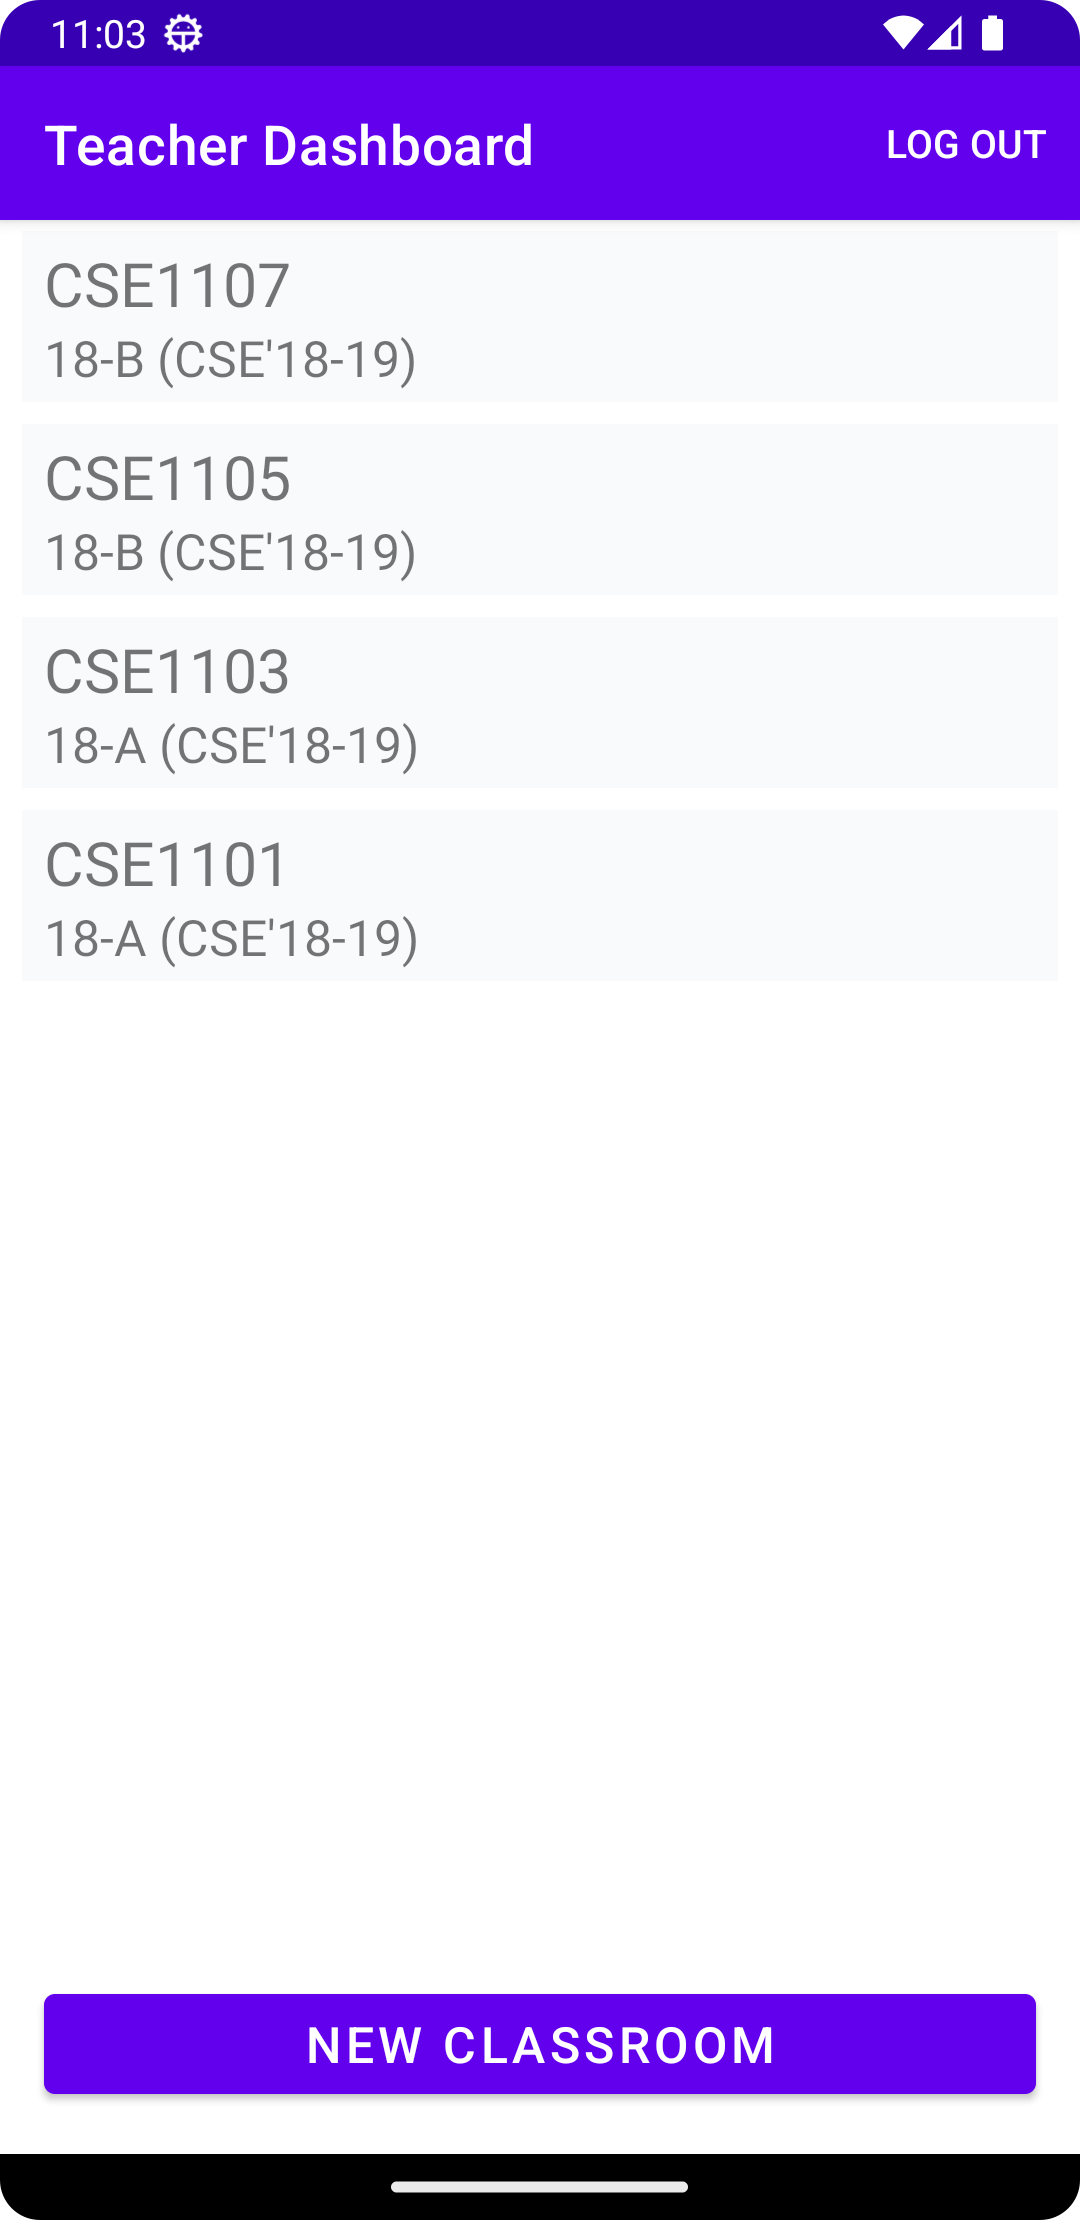 11:03
Teacher Dashboard
LOG OUT
CSE1107
18-B (CSE'18-19)
CSE1105
18-B (CSE'18-19)
CSE1103
18-A (CSE'18-19)
CSE1101
18-A (CSE'18-19)
NEW CLASSROOM